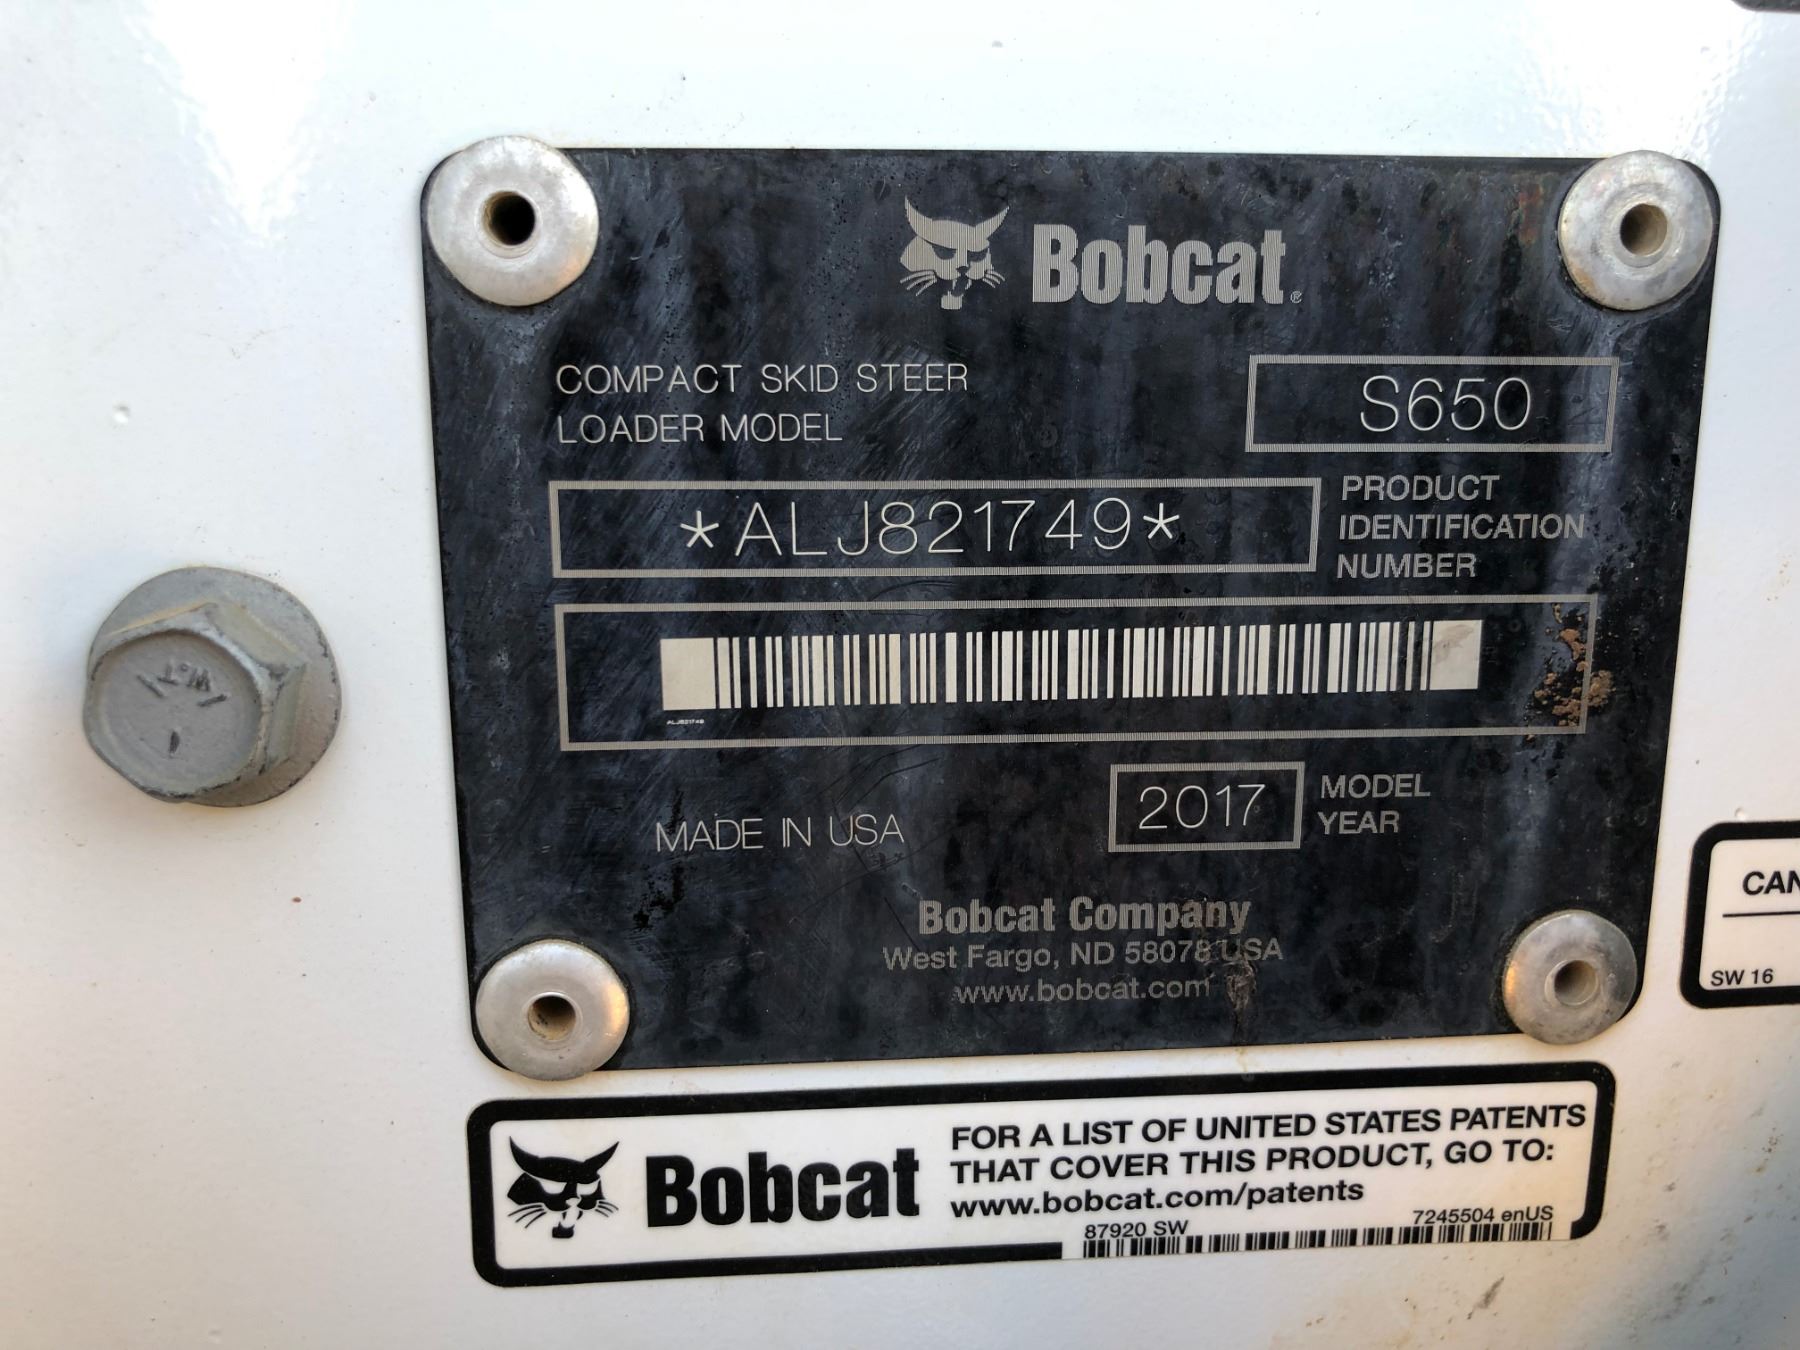 Bobcat®
COMPACT SKID STEER
LOADER MODEL
S650
*ALJ821749*
PRODUCT
IDENTIFICATION
NUMBER
ALJ821749
MADE IN USA
2017
MODEL
YEAR
Bobcat Company
West Fargo, ND 58078 USA
www.bobcat.com
Bobcat
FOR A LIST OF UNITED STATES PATENTS
THAT COVER THIS PRODUCT, GO TO:
www.bobcat.com/patents
87920 SW
7245504 enUS
CAN
SW 16